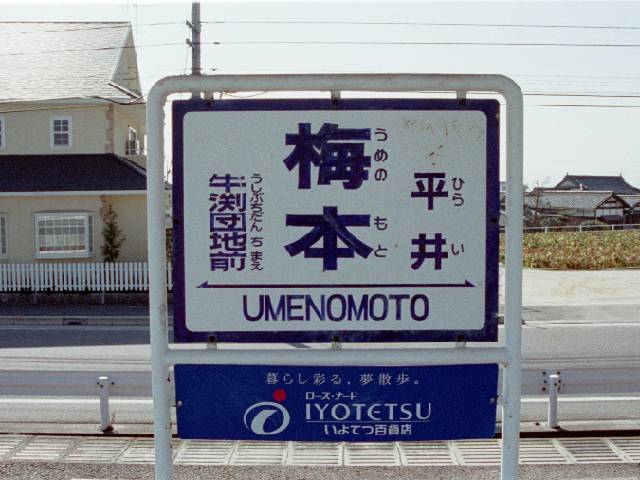 梅本
うめのもと
牛渕団地前
うしぶちだんちまえ
平井
ひらい
UMENOMOTO
暮らし彩る、夢散歩。
ローズ・ナード
IYOTETSU
いよてつ百貨店